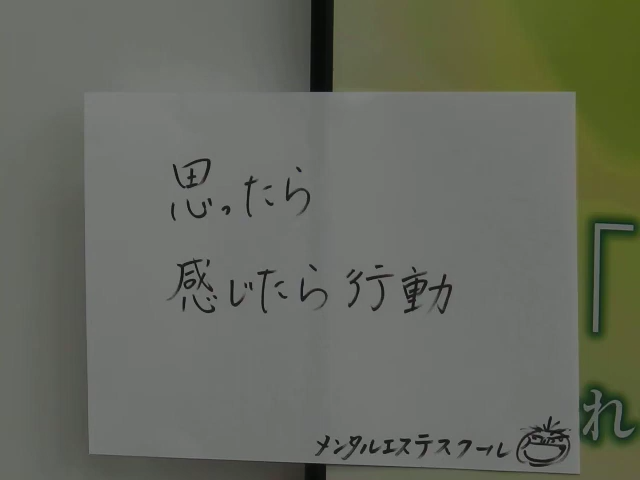 思ったら
感じたら行動
メンタルエステスクール
「
れ